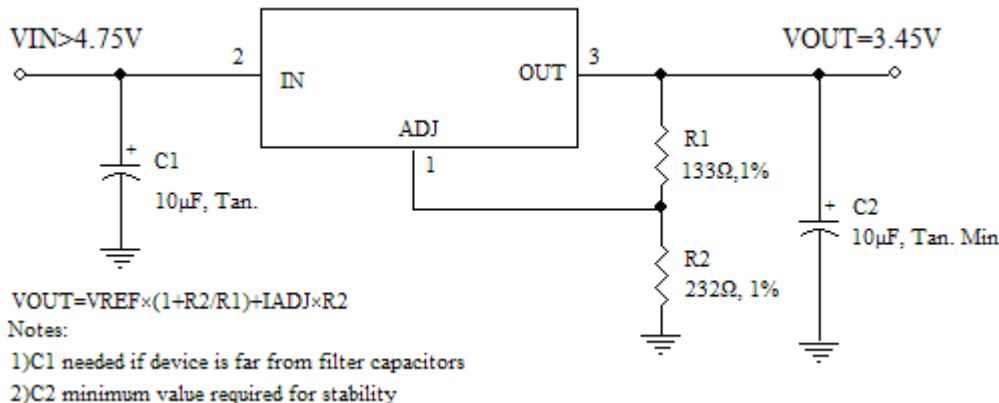 VIN>4.75V
VOUT=3.45V
2
IN
OUT
3
ADJ
1
+
C1
10μF, Tan.
R1
133Ω,1%
R2
232Ω, 1%
+
C2
10μF, Tan. Min
VOUT=VREF×(1+R2/R1)+IADJ×R2
Notes:
1)C1 needed if device is far from filter capacitors
2)C2 minimum value required for stability